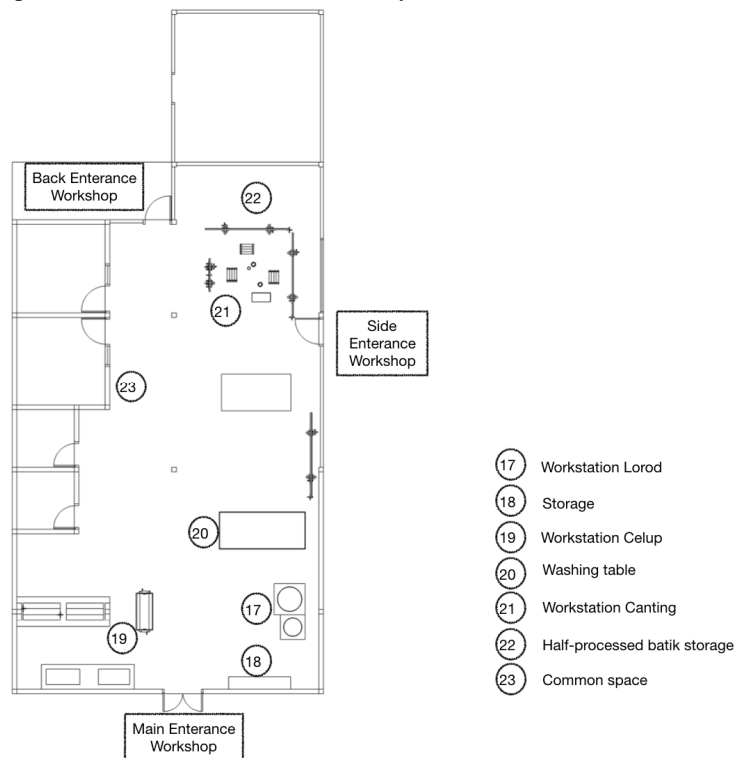 Back Enterance
Workshop
22
21
Side
Enterance
Workshop
23
20
17
19
18
Main Enterance
Workshop
17 Workstation Lorod
18 Storage
19 Workstation Celup
20 Washing table
21 Workstation Canting
22 Half-processed batik storage
23 Common space